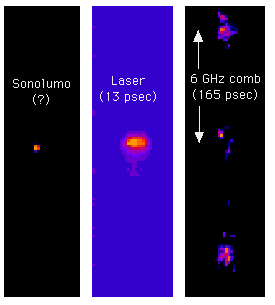 Sonolumo
(?)
Laser
(13 psec)
6 GHz comb
(165 psec)